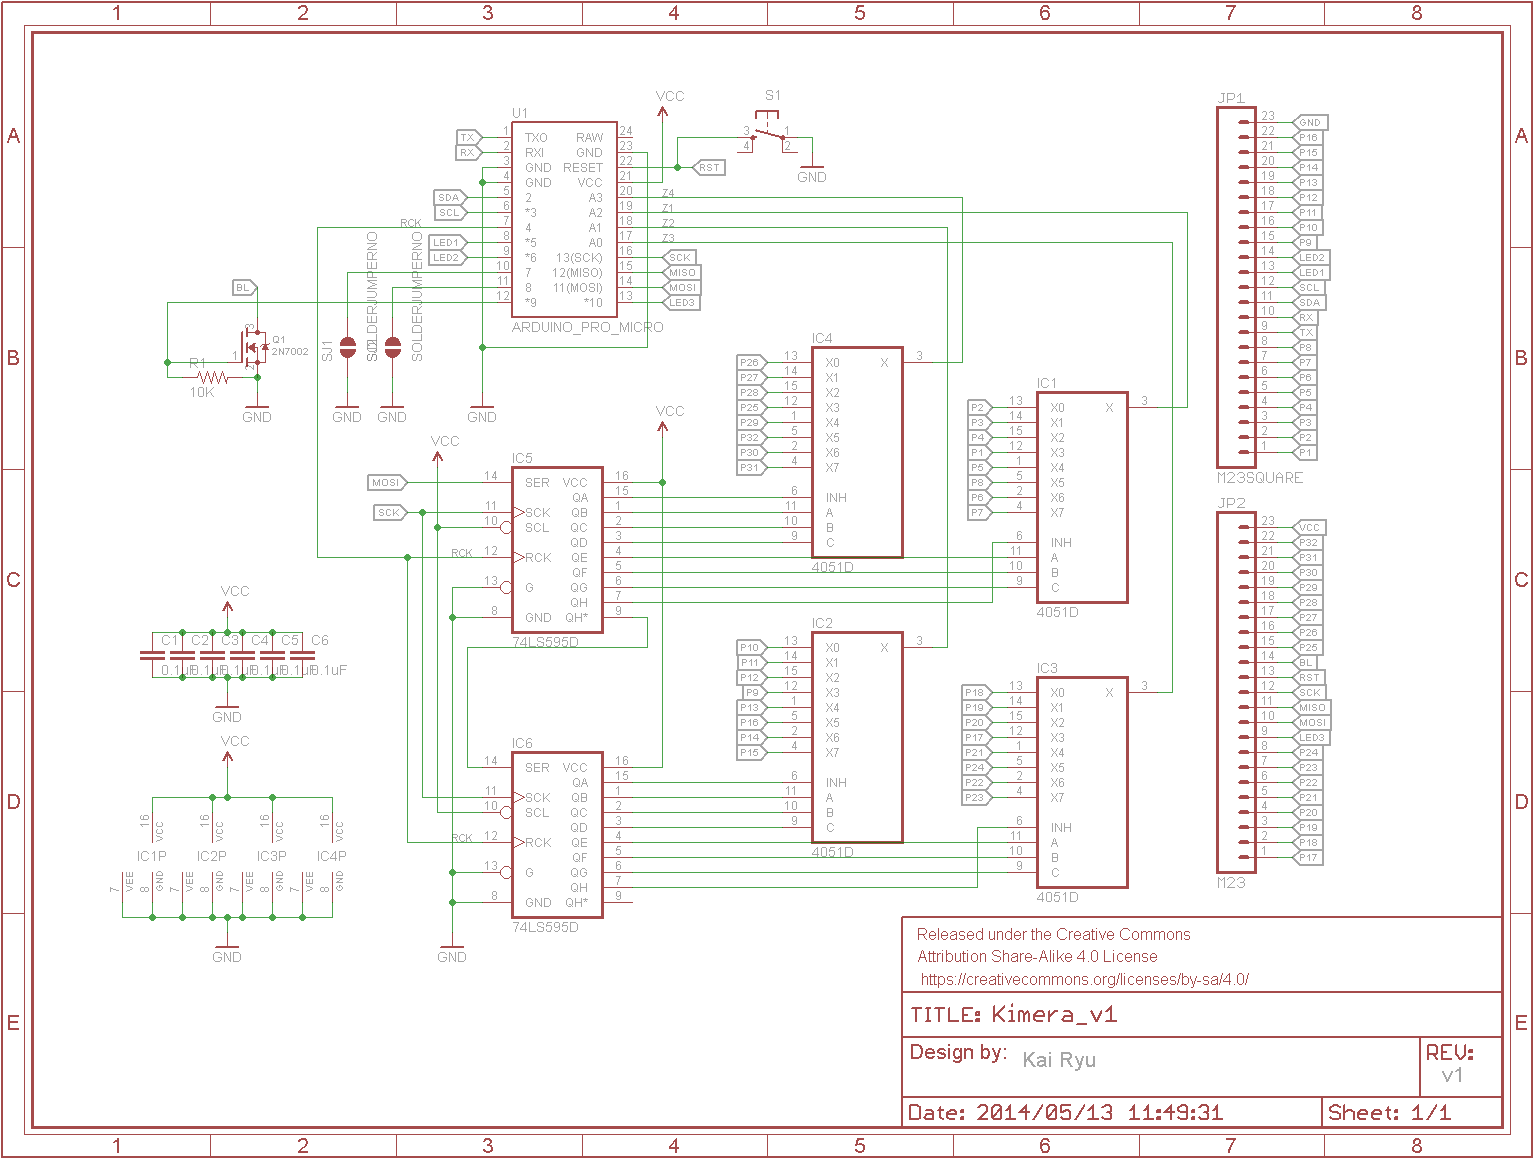 1 2 3 4 5 6 7 8
A A
B B
C C
D D
E E
1 2 3 4 5 6 7 8
U1
TX 1 TXO RAW 24
RX 2 RXI GND 23
3 GND RESET 22 RST
4 GND VCC 21 VCC
SDA 5 2 A3 20 Z4
SCL 6 *3 A2 19 Z1
RCK 7 4 A1 18 Z2
LED1 8 *5 A0 17 Z3
LED2 9 *6 13(SCK) 16 SCK
10 7 12(MISO) 15 MISO
11 8 11(MOSI) 14 MOSI
12 *9 *10 13 LED3
ARDUINO_PRO_MICRO
GND
S1
3 1
4 2
GND
BL
3
Q1
2N7002
1
2
R1
10K
GND
SJ1
SOLDERJUMPERNO
GND
SOLDERJUMPERNO
GND
IC4
P26 13 X0 X 3
P27 14 X1
P28 15 X2
P25 12 X3
P29 1 X4
P32 5 X5
P30 2 X6
P31 4 X7
6 INH
11 A
10 B
9 C
4051D
IC1
P2 13 X0 X 3
P3 14 X1
P4 15 X2
P1 12 X3
P5 1 X4
P8 5 X5
P6 2 X6
P7 4 X7
6 INH
11 A
10 B
9 C
4051D
VCC
VCC
IC5
MOSI 14 SER VCC 16
QA 15
SCK 11 SCK QB 1
10 SCL QC 2
QD 3
RCK 12 RCK QE 4
QF 5
13 G QG 6
QH 7
8 GND QH* 9
74LS595D
IC2
P10 13 X0 X 3
P11 14 X1
P12 15 X2
P9 12 X3
P13 1 X4
P16 5 X5
P14 2 X6
P15 4 X7
6 INH
11 A
10 B
9 C
4051D
IC3
P18 13 X0 X 3
P19 14 X1
P20 15 X2
P17 12 X3
P21 1 X4
P24 5 X5
P22 2 X6
P23 4 X7
6 INH
11 A
10 B
9 C
4051D
IC6
14 SER VCC 16
QA 15
11 SCK QB 1
10 SCL QC 2
QD 3
RCK 12 RCK QE 4
QF 5
13 G QG 6
QH 7
8 GND QH* 9
74LS595D
GND
VCC
C1 C2 C3 C4 C5 C6
0.1uF 0.1uF 0.1uF 0.1uF 0.1uF 0.1uF
GND
VCC
16 VCC 16 VCC 16 VCC 16 VCC
IC1P IC2P IC3P IC4P
7 VEE 8 GND 7 VEE 8 GND 7 VEE 8 GND 7 VEE 8 GND
GND
JP1
23 GND
22 P16
21 P15
20 P14
19 P13
18 P12
17 P11
16 P10
15 P9
14 LED2
13 LED1
12 SCL
11 SDA
10 RX
9 TX
8 P8
7 P7
6 P6
5 P5
4 P4
3 P3
2 P2
1 P1
M23SQUARE
JP2
23 VCC
22 P32
21 P31
20 P30
19 P29
18 P28
17 P27
16 P26
15 P25
14 BL
13 RST
12 SCK
11 MISO
10 MOSI
9 LED3
8 P24
7 P23
6 P22
5 P21
4 P20
3 P19
2 P18
1 P17
M23
Released under the Creative Commons
Attribution Share-Alike 4.0 License
https://creativecommons.org/licenses/by-sa/4.0/
TITLE: Kimera_v1
Design by: Kai Ryu
REV:
v1
Date: 2014/05/13 11:49:31
Sheet: 1/1